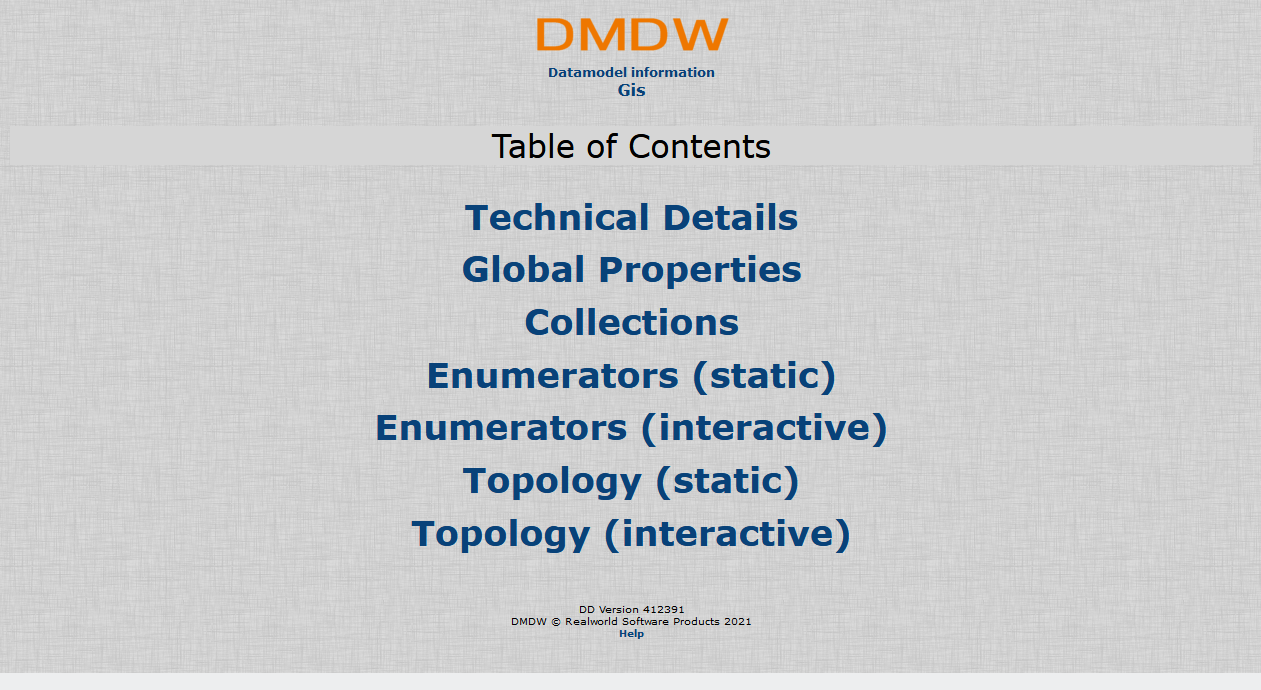 DMDW
Datamodel information
Gis
Table of Contents
Technical Details
Global Properties
Collections
Enumerators (static)
Enumerators (interactive)
Topology (static)
Topology (interactive)
DD Version 412391
DMDW © Realworld Software Products 2021
Help